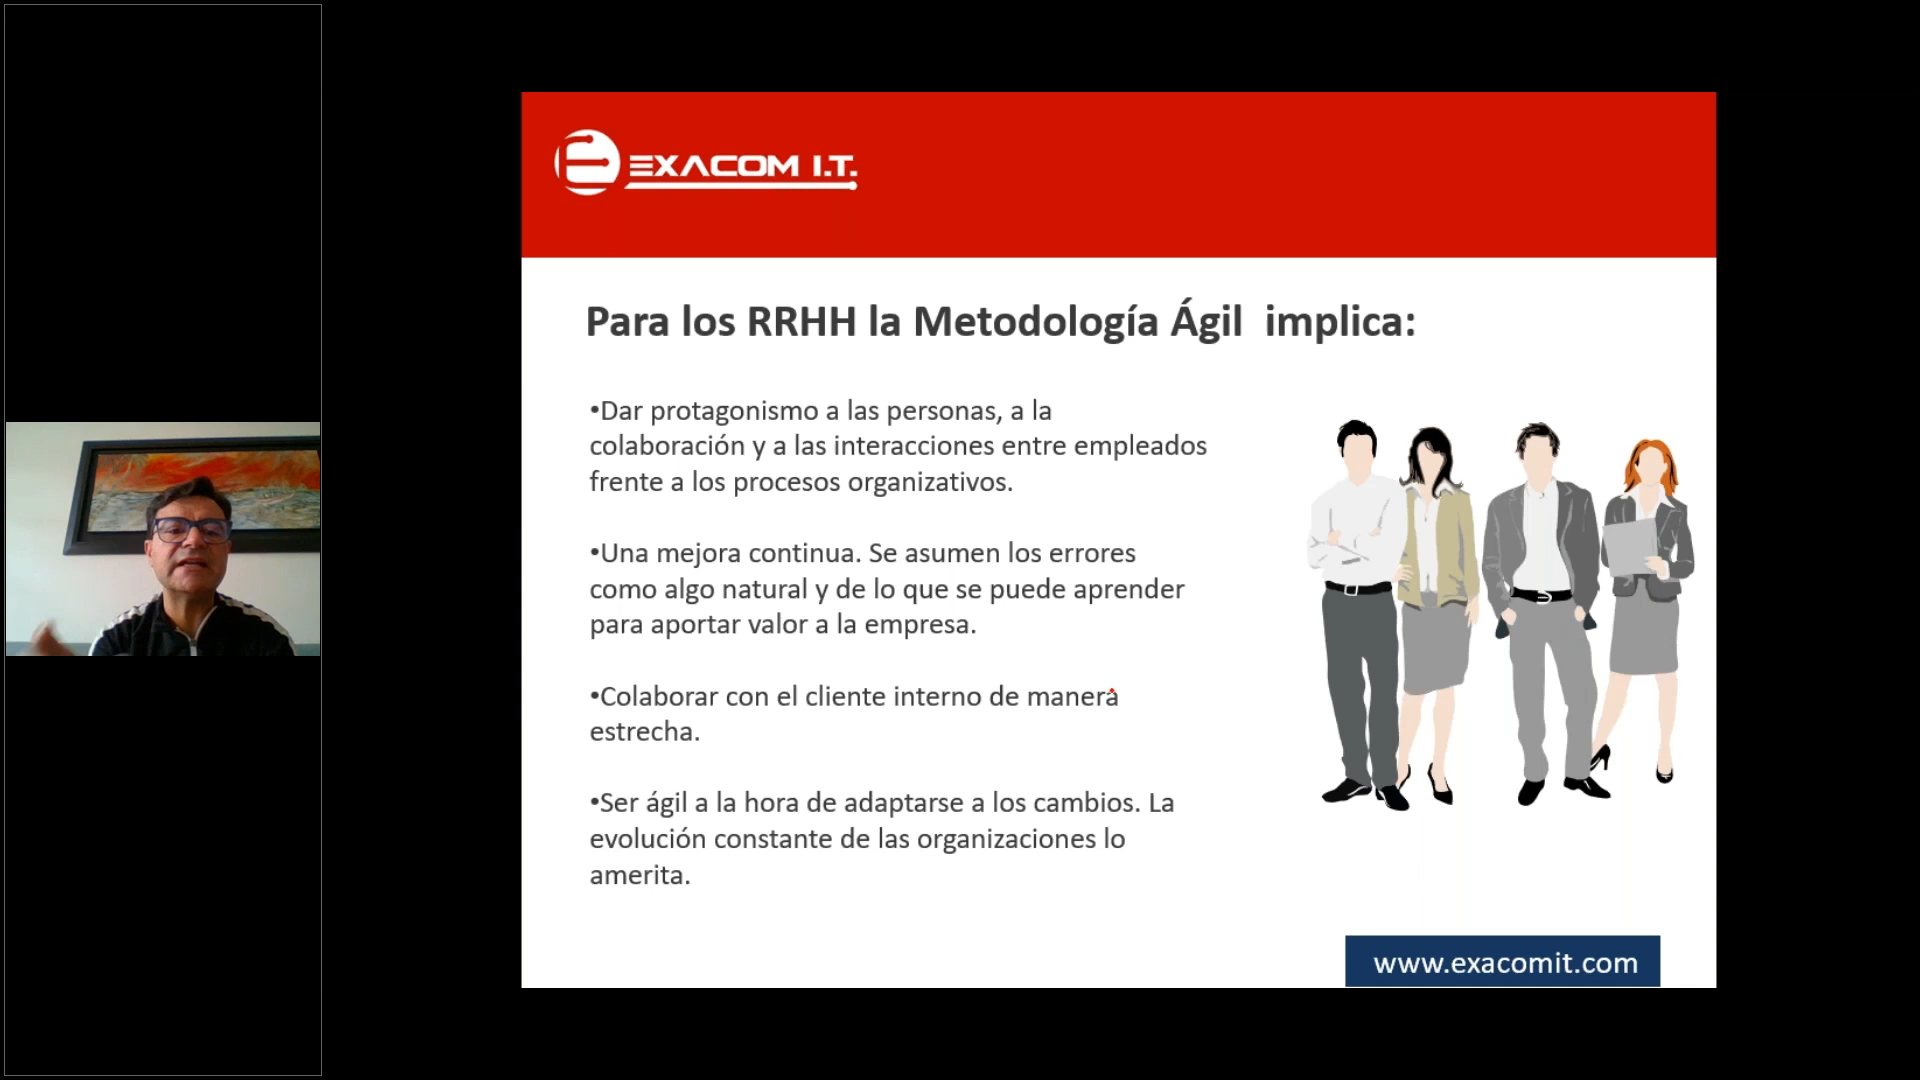 EXACOM I.T.
Para los RRHH la Metodología Ágil  implica:
•Dar protagonismo a las personas, a la
colaboración y a las interacciones entre empleados
frente a los procesos organizativos.
•Una mejora continua. Se asumen los errores
como algo natural y de lo que se puede aprender
para aportar valor a la empresa.
•Colaborar con el cliente interno de manera
estrecha.
•Ser ágil a la hora de adaptarse a los cambios. La
evolución constante de las organizaciones lo
amerita.
www.exacomit.com